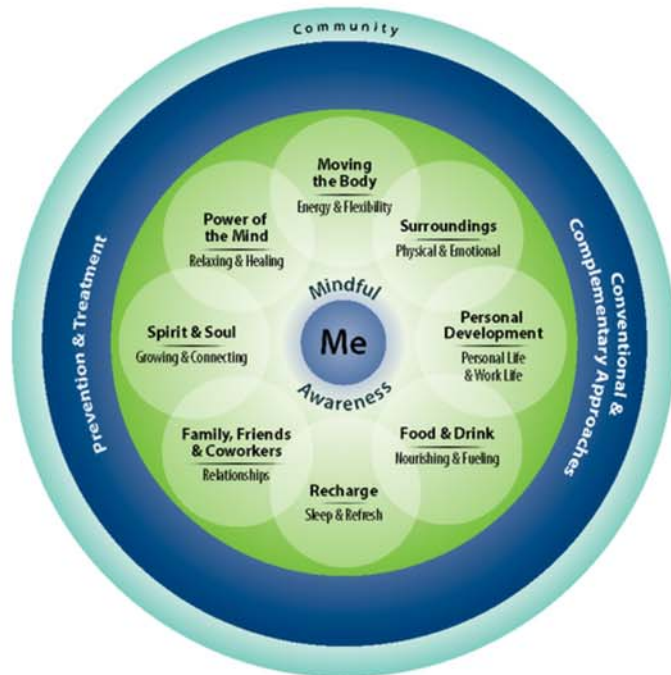 Community
Moving
the Body
Energy & Flexibility
Surroundings
Physical & Emotional
Personal
Development
Personal Life
& Work Life
Food & Drink
Nourishing & Fueling
Recharge
Sleep & Refresh
Family, Friends
& Coworkers
Relationships
Spirit & Soul
Growing & Connecting
Power of
the Mind
Relaxing & Healing
Mindful
Me
Awareness
Prevention & Treatment
Conventional &
Complementary Approaches